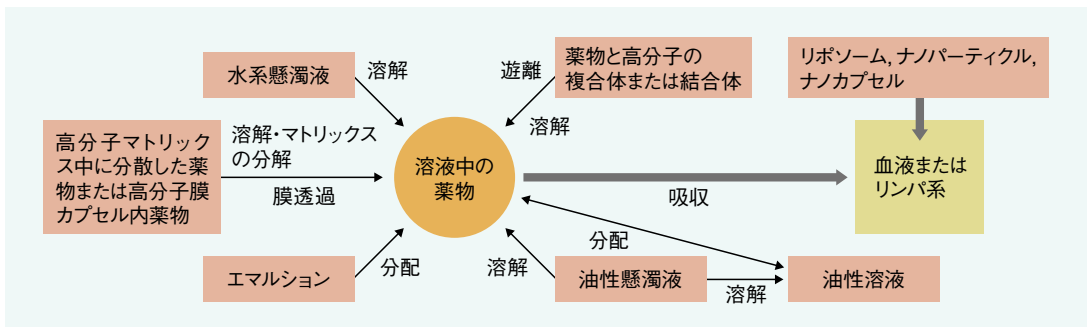 水系懸濁液
溶解
遊離
薬物と高分子の
複合体または結合体
溶解
リポソーム, ナノパーティクル,
ナノカプセル
高分子マトリック
ス中に分散した薬
物または高分子膜
カプセル内薬物
溶解・マトリックス
の分解
膜透過
溶液中の
薬物
吸収
血液または
リンパ系
エマルション
分配
溶解
油性懸濁液
分配
溶解
油性溶液